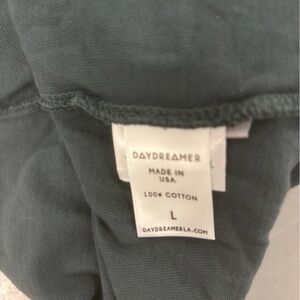 DAYDREAMER
MADE IN
USA
100% COTTON
L
DAYDREAMERLA.COM